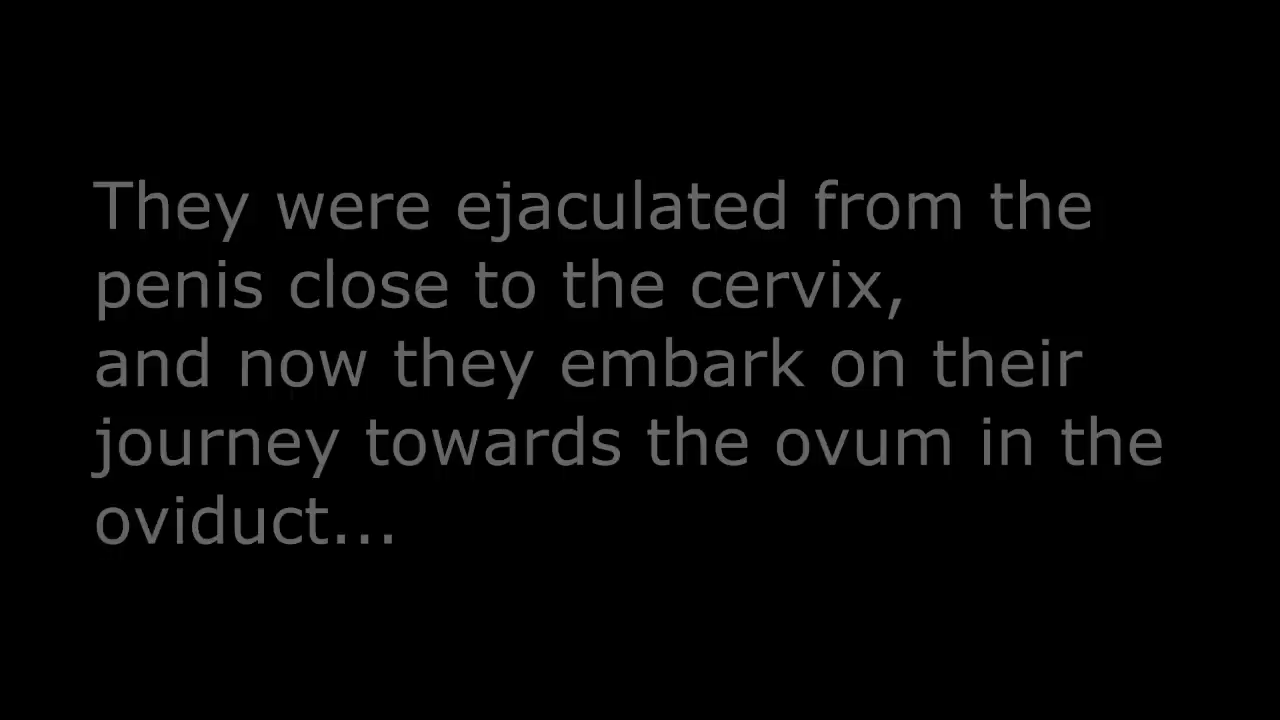 They were ejaculated from the
penis close to the cervix,
and now they embark on their
journey towards the ovum in the
oviduct...